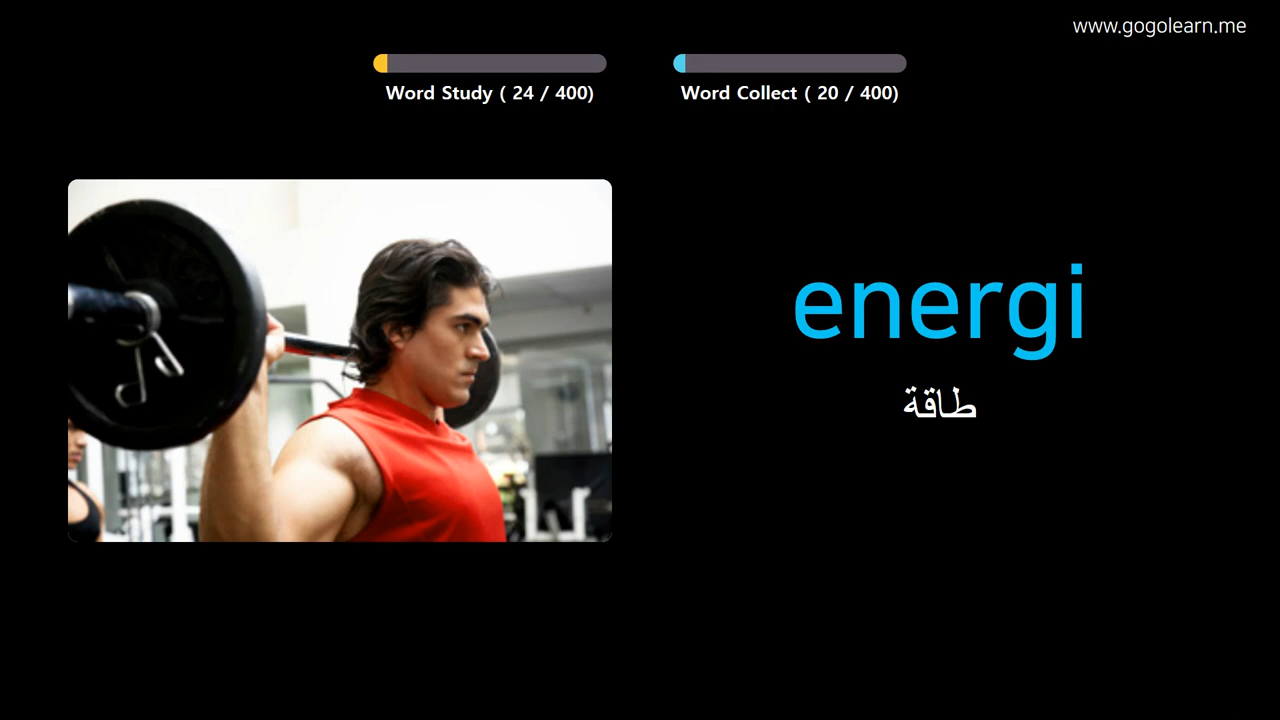 www.gogolearn.me
Word Study ( 24 / 400)
Word Collect ( 20 / 400)
energi
طاقة